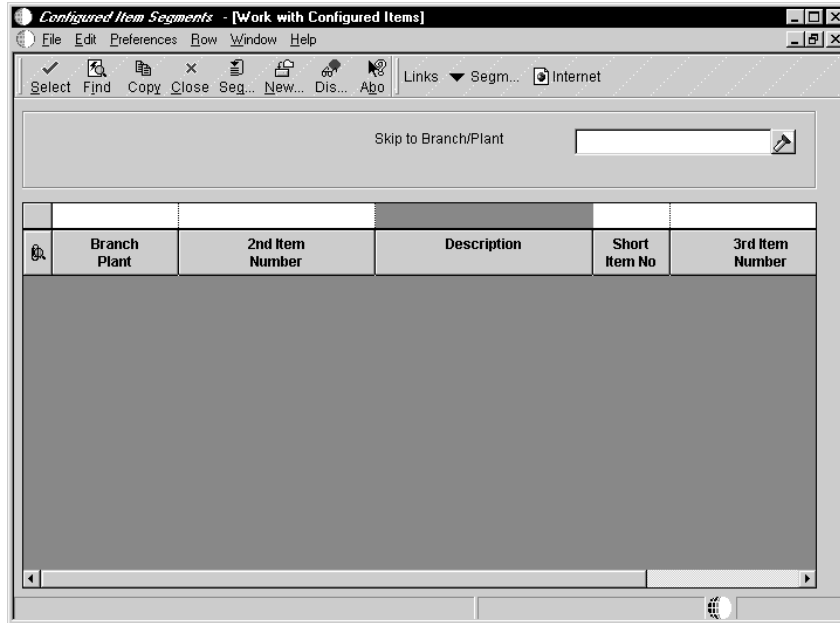 Configured Item Segments - [Work with Configured Items]
File Edit Preferences Row Window Help
Select Find Copy Close Seg... New... Dis... Abo Links Segm... Internet
Skip to Branch/Plant
Branch Plant 2nd Item Number Description Short Item No 3rd Item Number